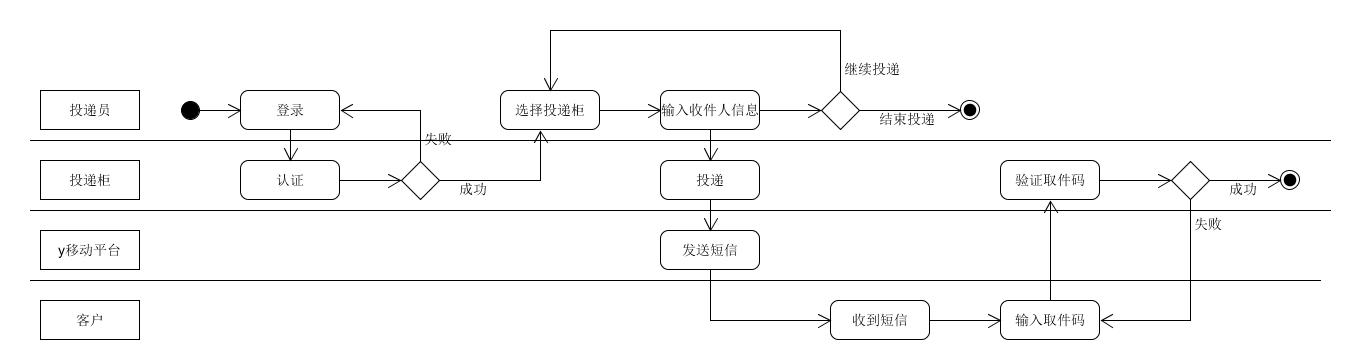 继续投递
投递员
登录
选择投递柜
输入收件人信息
结束投递
失败
投递柜
认证
成功
投递
验证取件码
成功
失败
y移动平台
发送短信
客户
收到短信
输入取件码